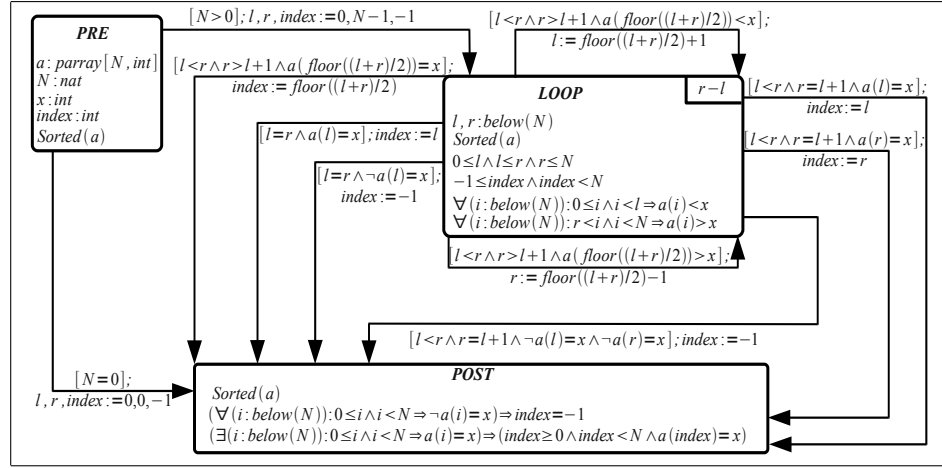 [N>0]; l,r,index:=0,N−1,−1
[l<r∧r>l+1∧a(floor((l+r)/2))<x];
l:=floor((l+r)/2)+1
PRE
a: parray[N,int]
N:nat
x:int
index:int
Sorted(a)
[l<r∧r>l+1∧a(floor((l+r)/2))=x];
index:=floor((l+r)/2)
LOOP
r−l
l,r:below(N)
Sorted(a)
0≤l∧l≤r∧r≤N
−1≤index∧index<N
∀(i:below(N)):0≤i∧i<l⇒a(i)<x
∀(i:below(N)):r<i∧i<N⇒a(i)>x
[l<r∧r=l+1∧a(l)=x];
index:=l
[l<r∧r=l+1∧a(r)=x];
index:=r
[l=r∧a(l)=x];index:=l
[l=r∧¬a(l)=x];
index:=−1
[l<r∧r>l+1∧a(floor((l+r)/2))>x];
r:=floor((l+r)/2)−1
[l<r∧r=l+1∧¬a(l)=x∧¬a(r)=x];index:=−1
[N=0];
l,r,index:=0,0,−1
POST
Sorted(a)
(∀(i:below(N)):0≤i∧i<N⇒¬a(i)=x)⇒index=−1
(∃(i:below(N)):0≤i∧i<N⇒a(i)=x)⇒(index≥0∧index<N∧a(index)=x)